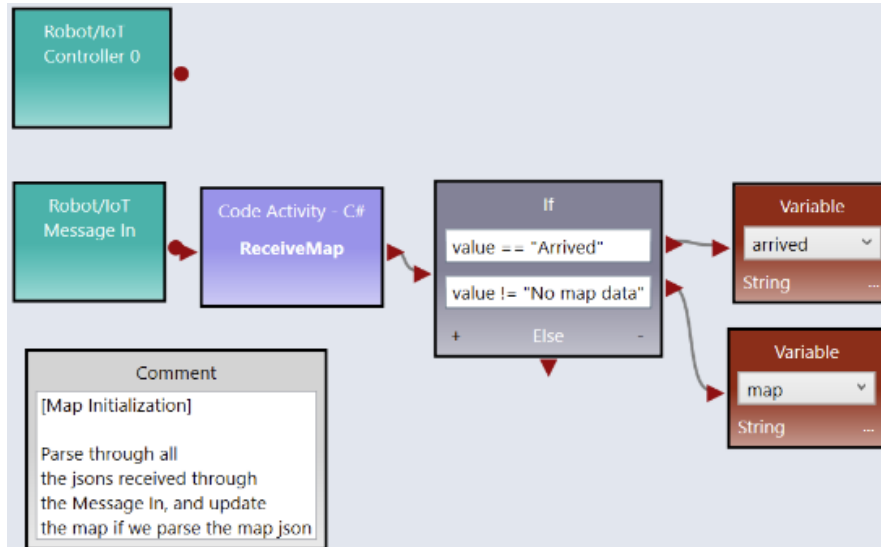 Robot/IoT
Controller 0
Robot/IoT
Message In
Code Activity - C#
ReceiveMap
If
value == "Arrived"
value != "No map data"
+ Else -
Variable
arrived
String ...
Variable
map
String ...
Comment
[Map Initialization]
Parse through all
the jsons received through
the Message In, and update
the map if we parse the map json